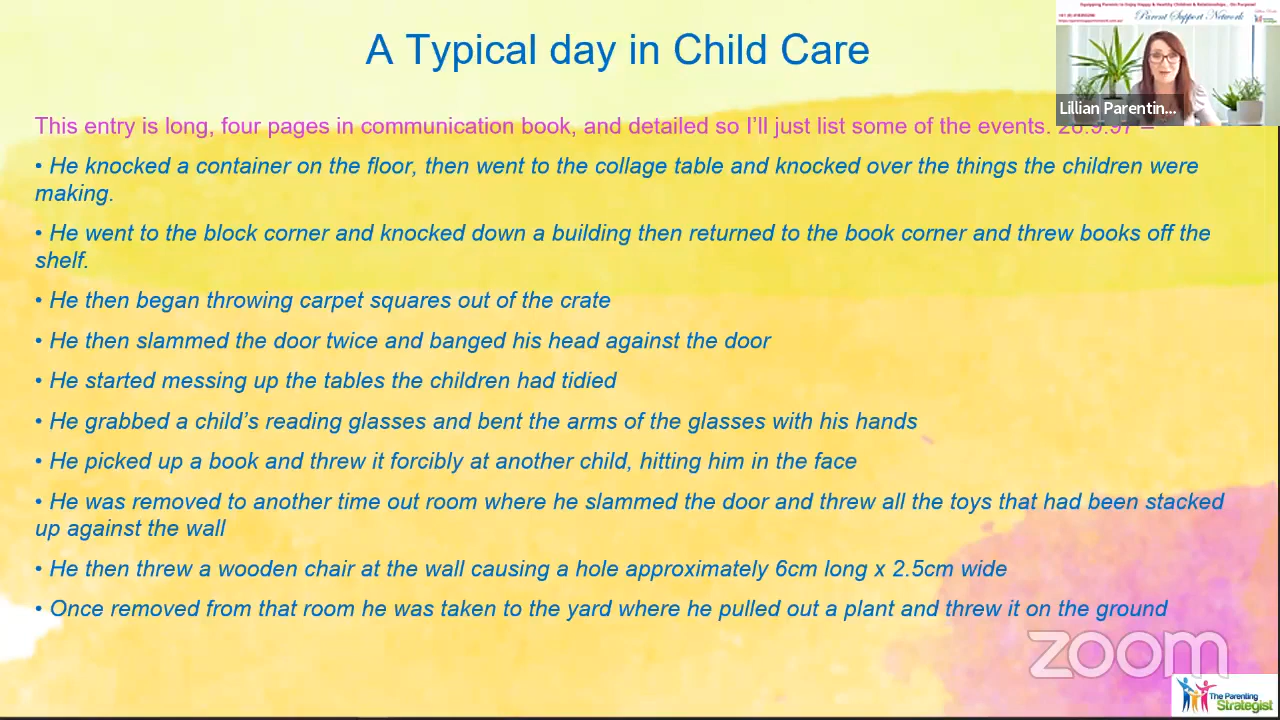 Equipping Parents to Enjoy Happy & Healthy Children & Relationships... On Purpose!
Parent Support Network
A Typical day in Child Care
Lillian Parentin...
This entry is long, four pages in communication book, and detailed so I'll just list some of the events.
• He knocked a container on the floor, then went to the collage table and knocked over the things the children were
making.
• He went to the block corner and knocked down a building then returned to the book corner and threw books off the
shelf.
• He then began throwing carpet squares out of the crate
• He then slammed the door twice and banged his head against the door
• He started messing up the tables the children had tidied
• He grabbed a child's reading glasses and bent the arms of the glasses with his hands
• He picked up a book and threw it forcibly at another child, hitting him in the face
• He was removed to another time out room where he slammed the door and threw all the toys that had been stacked
up against the wall
• He then threw a wooden chair at the wall causing a hole approximately 6cm long x 2.5cm wide
• Once removed from that room he was taken to the yard where he pulled out a plant and threw it on the ground
zoom
The Parenting
Strategist